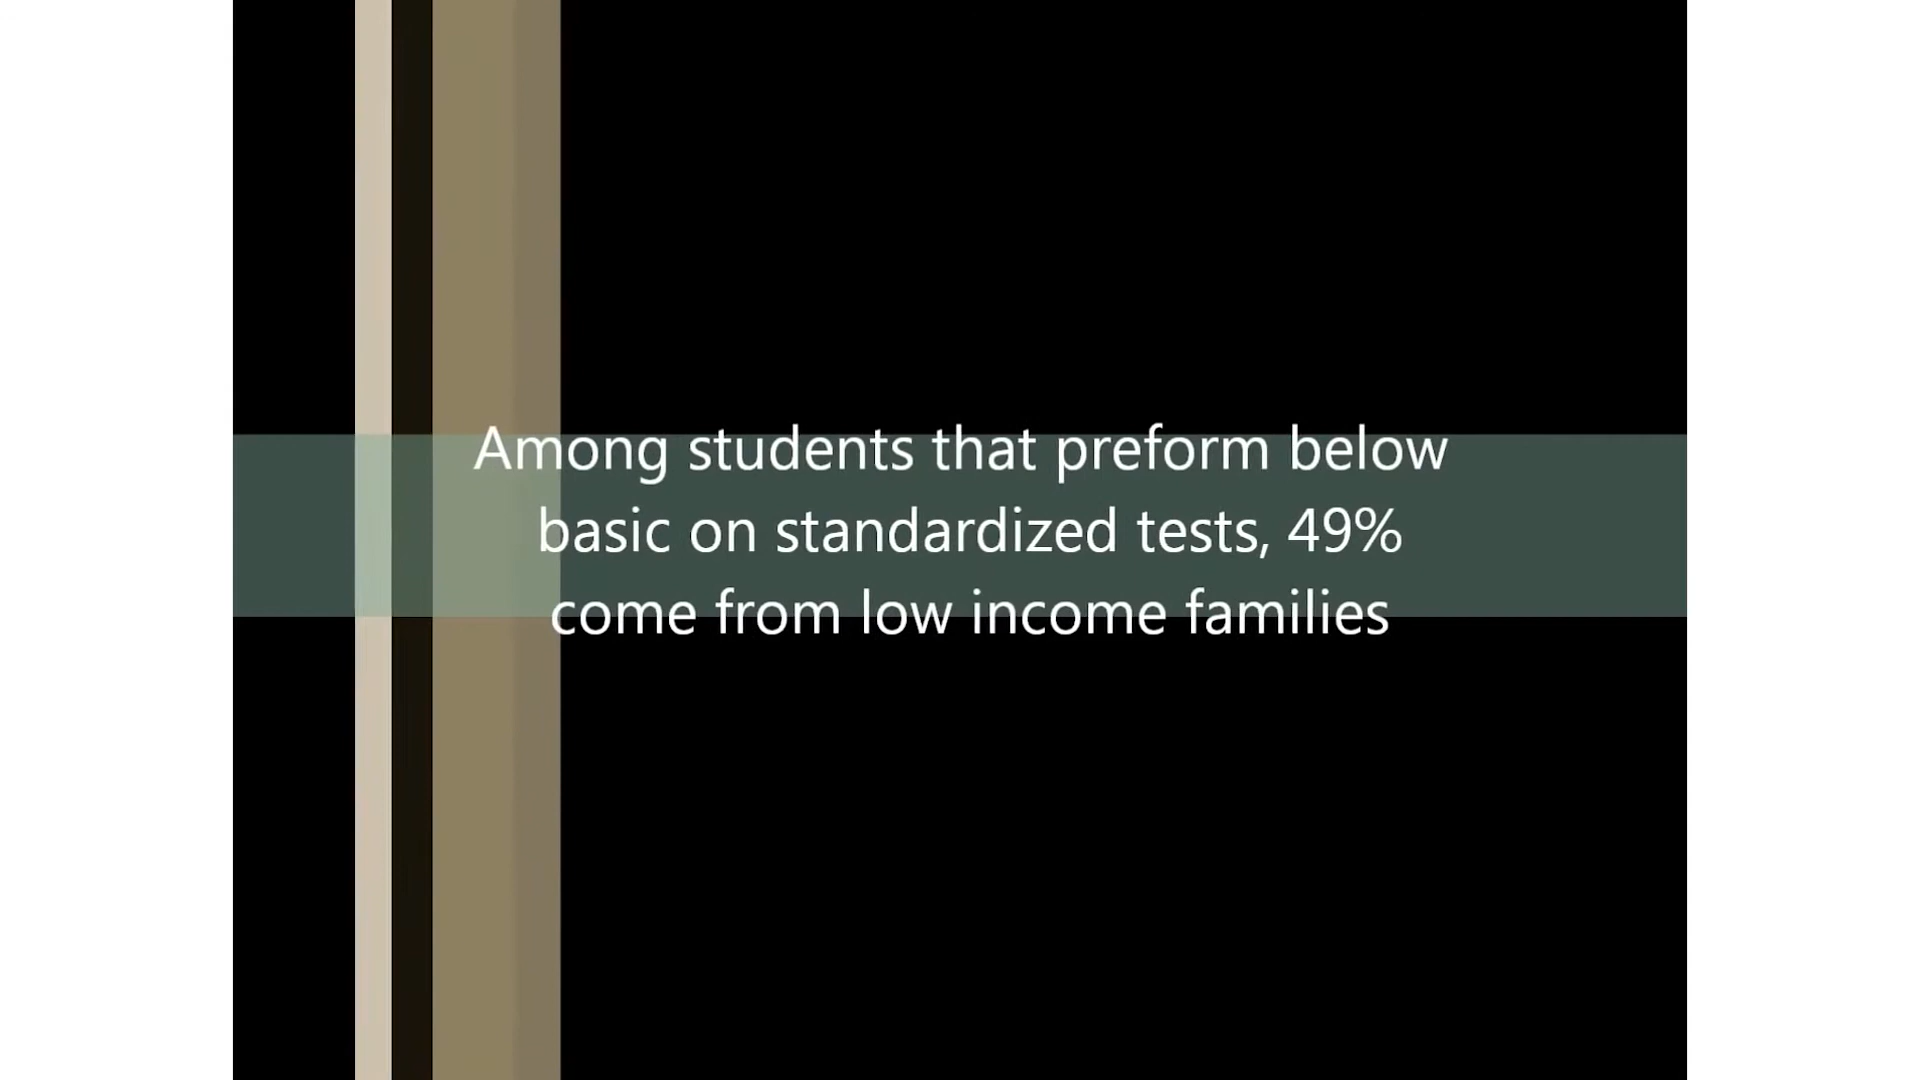 Among students that preform below
basic on standardized tests, 49%
come from low income families